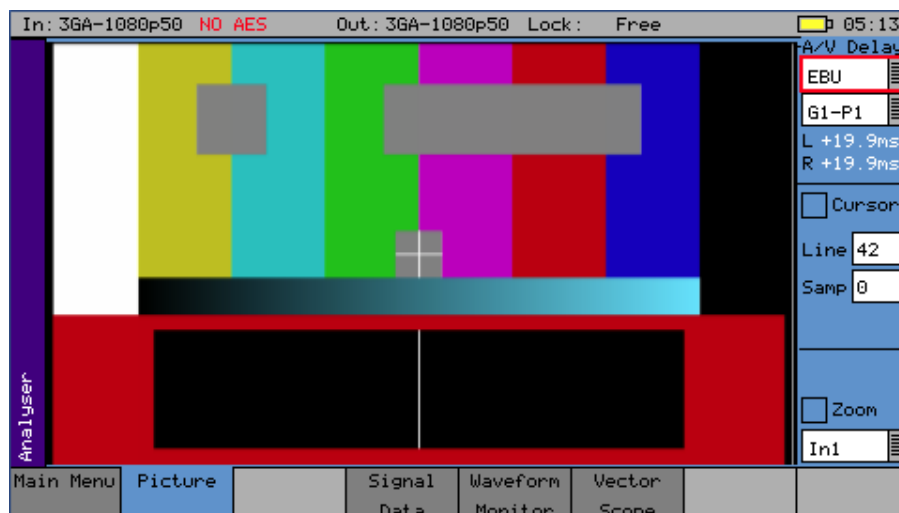 In: 3GA-1080p50 NO AES Out: 3GA-1080p50 Lock: Free 05:13
A/V Delay
EBU
G1-P1
L +19.9ms
R +19.9ms
Cursor
Line 42
Samp 0
Zoom
In1
Analyser
Main Menu Picture Signal Data Waveform Monitor Vector Scope